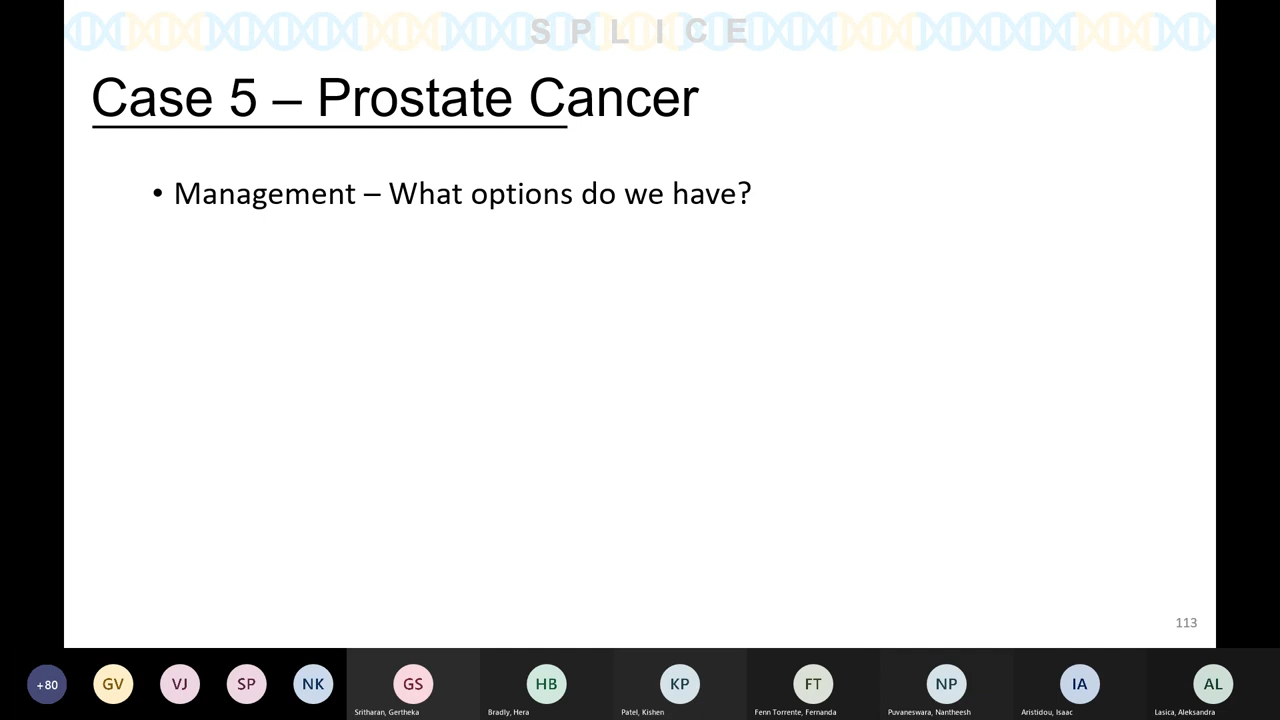 S P L I C E
Case 5 – Prostate Cancer
• Management – What options do we have?
113
+80 GV VJ SP NK GS HB KP FT NP IA AL
Sritharan, Gertheka Bradly, Hera Patel, Kishen Fenn Torrente, Fernanda Puvaneswara, Nantheesh Aristidou, Isaac Lasica, Aleksandra